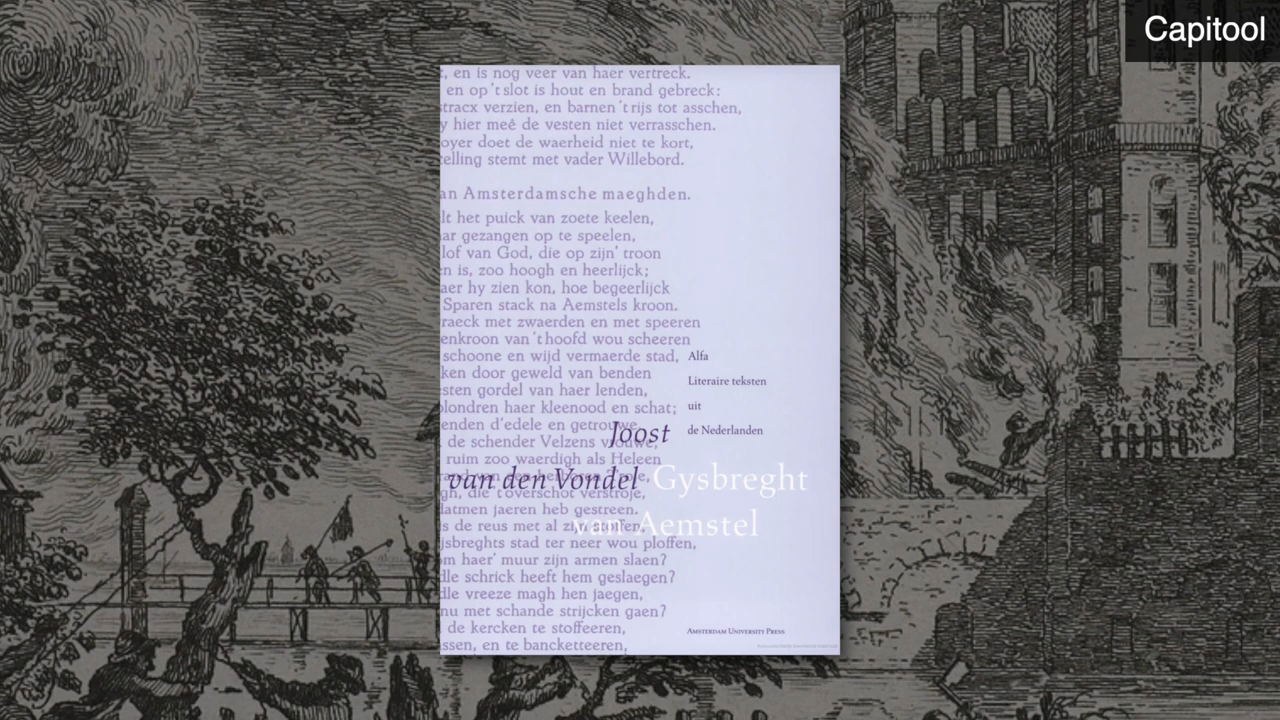 Capitool
, en is nog veer van haer vertreck.
en op 't slot is hout en brand gebreck:
stracx verzien, en barnen 't rijs tot asschen,
y hier meê de vesten niet verrasschen.
oyer doet de waerheid niet te kort,
elling stemt met vader Willebord.
an Amsterdamsche maeghden.
lt het puick van zoete keelen,
ar gezangen op te speelen,
lof van God, die op zijn' troon
n is, zoo hoogh en heerlijck;
aer hy zien kon, hoe begeerlijck
Sparen stack na Aemstels kroon.
raeck met zwaerden en met speeren
enkroon van 't hoofd wou scheeren
schoone en wijd vermaerde stad,
ken door geweld van benden
sten gordel van haer lenden,
londren haer kleenood en schat;
enden d'edele en getrouwe
de schender Velzens vrouwe,
ruim zoo waerdigh als Heleen
gh, die 't overschot verstroje,
datmen jaeren heb gestreen.
s de reus met al zijn stoffen
jsbreghts stad ter neer wou ploffen,
om haer' muur zijn armen slaen?
dle schrick heeft hem geslaegen?
dle vreeze magh hen jaegen,
nu met schande strijcken gaen?
de kercken te stoffeeren,
ssen, en te bancketteeren,
Alfa
Literaire teksten
uit
de Nederlanden
Joost
van den Vondel Gysbreght
van Aemstel
Amsterdam University Press